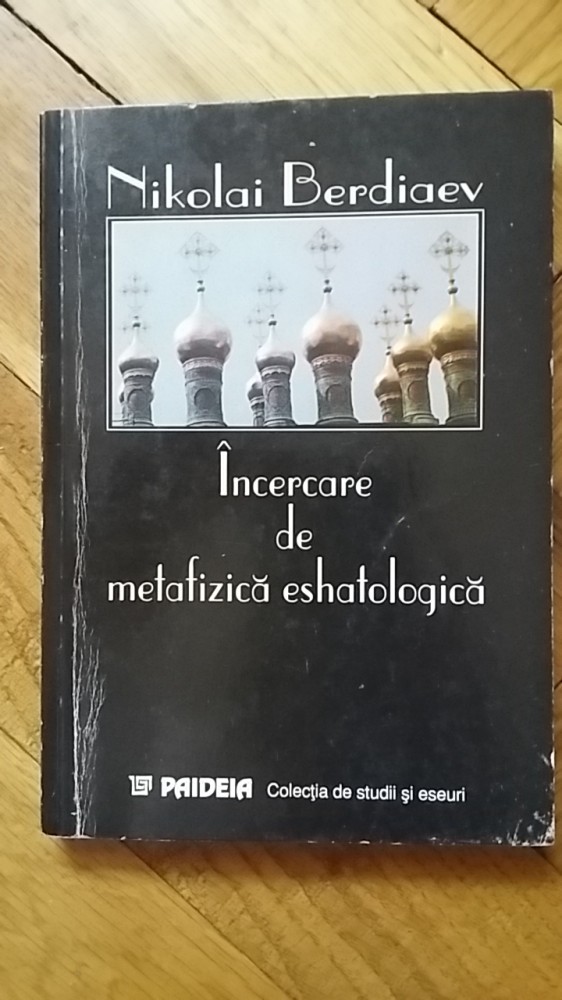 Nikolai Berdiaev
Încercare
de
metafizică eshatologică
PAIDEIA Colecţia de studii şi eseuri